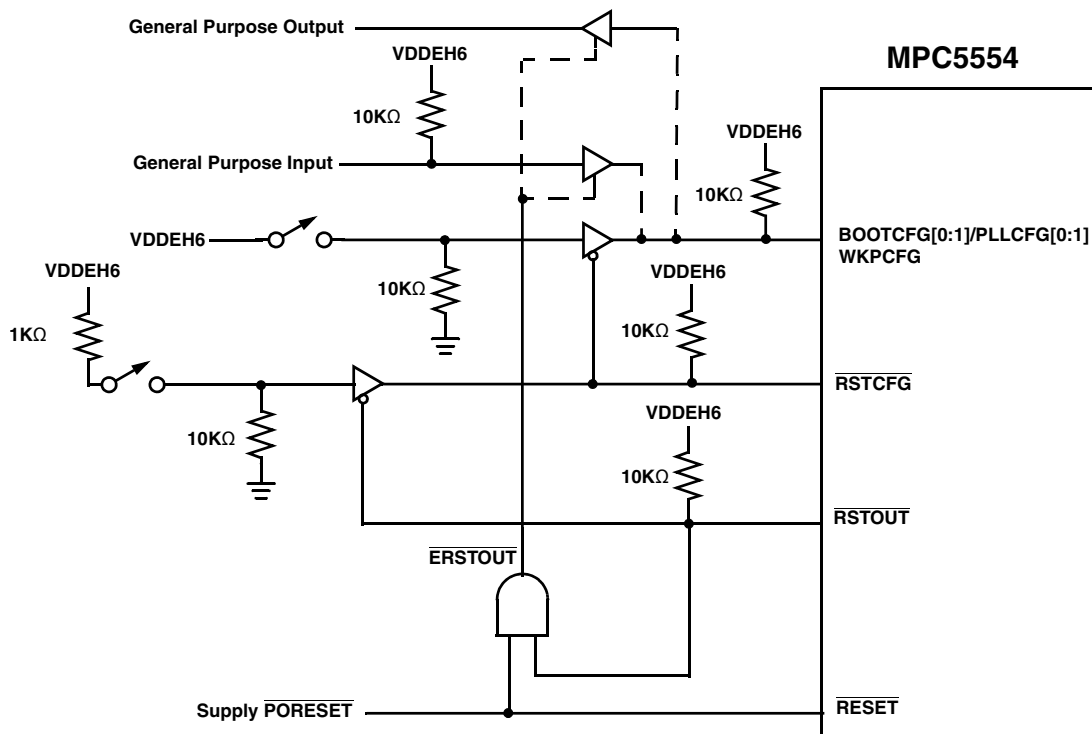 General Purpose Output
VDDEH6
MPC5554
10KΩ
VDDEH6
General Purpose Input
10KΩ
VDDEH6
BOOTCFG[0:1]/PLLCFG[0:1]
WKPCFG
VDDEH6
VDDEH6
10KΩ
1KΩ
10KΩ
RSTCFG
VDDEH6
10KΩ
10KΩ
RSTOUT
ERSTOUT
Supply PORESET
RESET